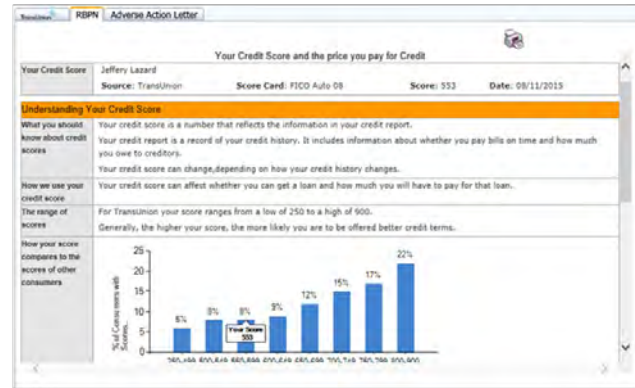 TransUnion RBPN Adverse Action Letter
Your Credit Score and the price you pay for Credit
Your Credit Score
Jeffery Lazard
Source: TransUnion Score Card: FICO Auto 08 Score: 553 Date: 09/11/2015
Understanding Your Credit Score
What you should know about credit scores
Your credit score is a number that reflects the information in your credit report.
Your credit report is a record of your credit history. It includes information about whether you pay bills on time and how much
you owe to creditors.
Your credit score can change,depending on how your credit history changes.
How we use your credit score
Your credit score can affect whether you can get a loan and how much you will have to pay for that loan.
The range of scores
For TransUnion your score ranges from a low of 250 to a high of 900.
Generally, the higher your score, the more likely you are to be offered better credit terms.
How your score compares to the scores of other consumers
% of Consumers with Scores...
25
20
15
10
5
0
6%
8%
8%
9%
12%
15%
17%
22%
Your Score
553